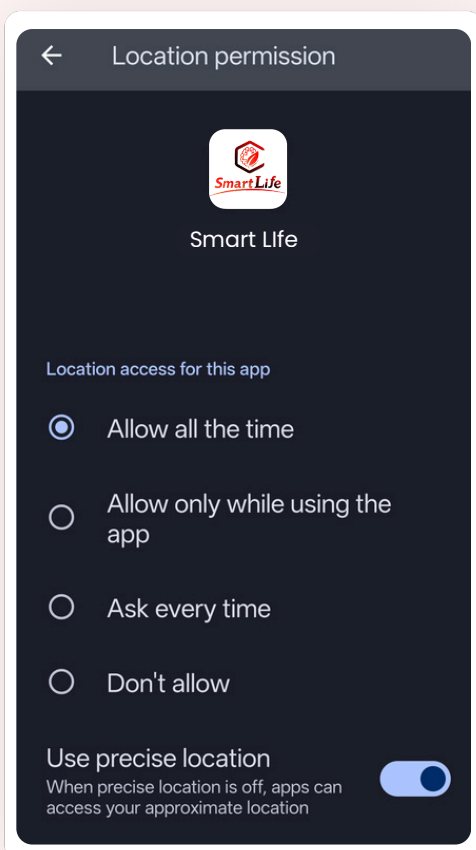 Location permission
SmartLife
Smart LIfe
Location access for this app
Allow all the time
Allow only while using the
app
Ask every time
Don't allow
Use precise location
When precise location is off, apps can
access your approximate location